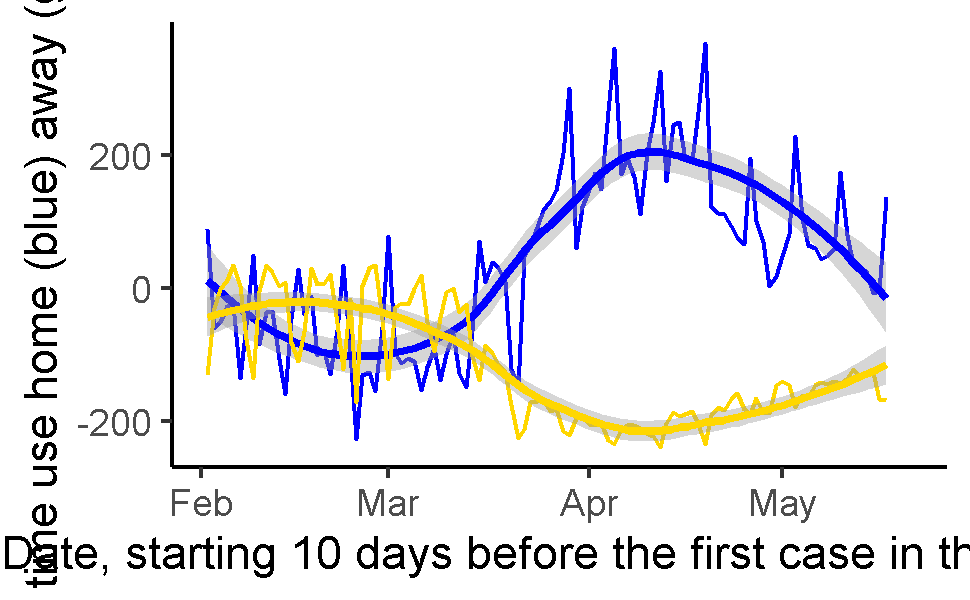 time use home (blue) away (
200
0
-200
Feb Mar Apr May
Date, starting 10 days before the first case in th